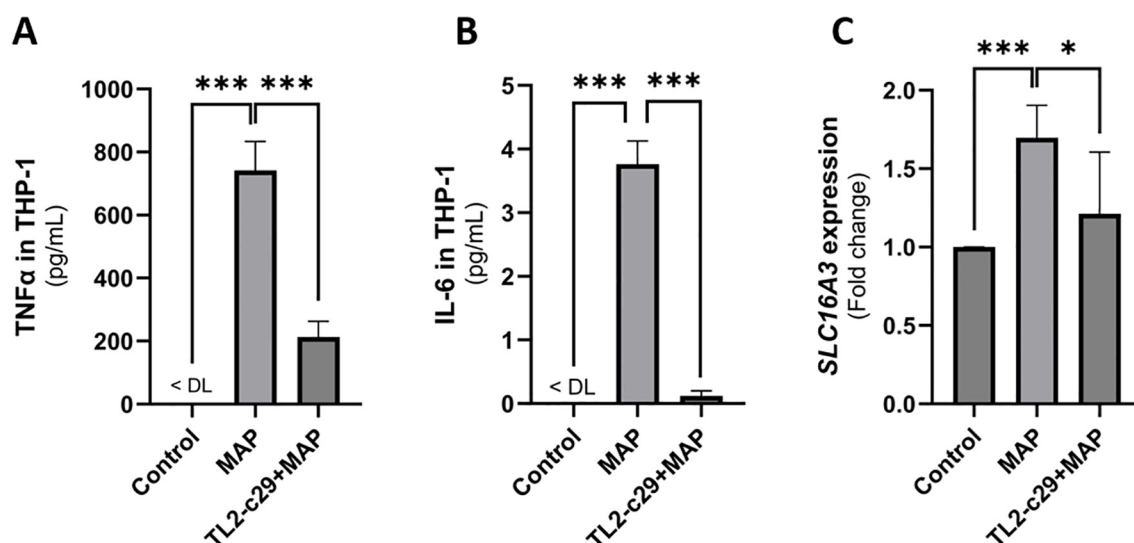 A
TNFα in THP-1
(pg/mL)
1000
800
600
400
200
0
*** ***
< DL
Control
MAP
TL2-c29+MAP
B
IL-6 in THP-1
(pg/mL)
5
4
3
2
1
0
*** ***
< DL
Control
MAP
TL2-c29+MAP
C
SLC16A3 expression
(Fold change)
2.0
1.5
1.0
0.5
0.0
*** *
Control
MAP
TL2-c29+MAP